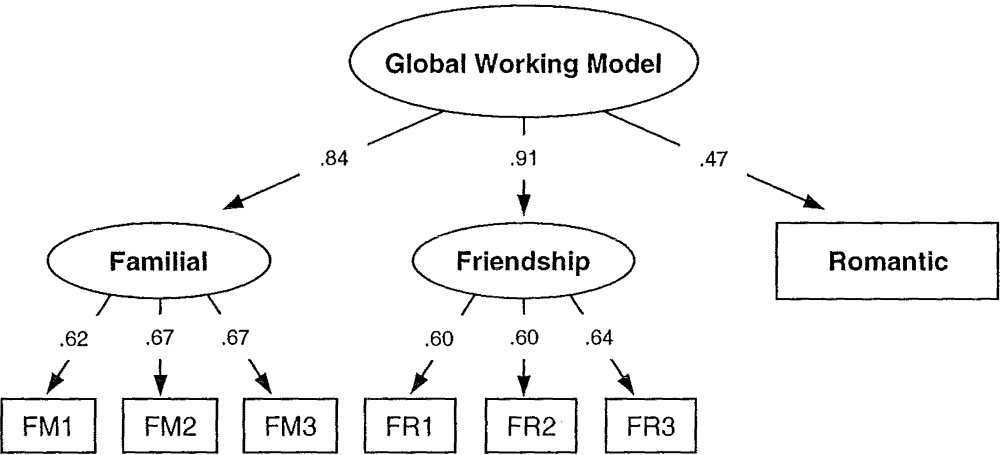 Global Working Model
.84 .91 .47
Familial Friendship Romantic
.62 .67 .67 .60 .60 .64
FM1 FM2 FM3 FR1 FR2 FR3